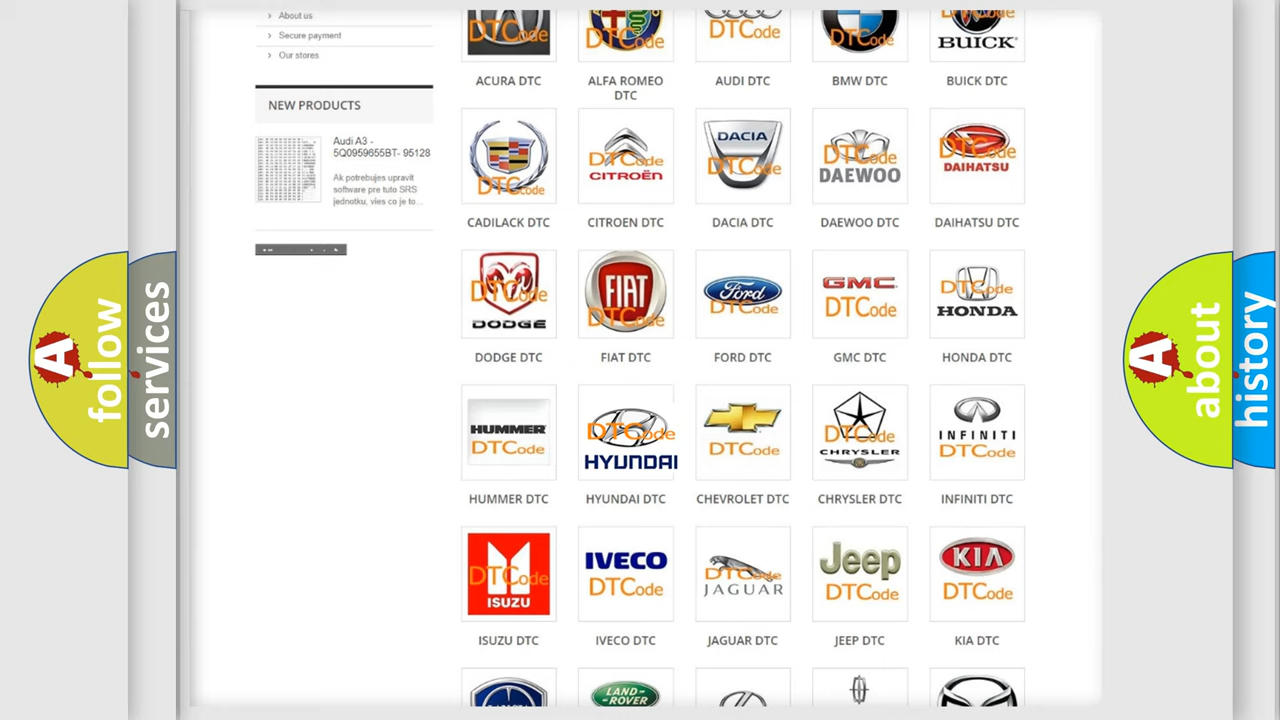 About us
Secure payment
Our stores
NEW PRODUCTS
Audi A3 -
5Q0959655BT- 95128
Ak potrebujes upravit
software pre tuto SRS
jednotku, vies co je to...
DTCode DTCode DTCode DTCode BUICK
ACURA DTC
ALFA ROMEO
DTC
AUDI DTC
BMW DTC
BUICK DTC
DTCode
DTCode
CITROËN
DACIA
DTCode
DTCode
DAEWOO
DTCode
DAIHATSU
CADILACK DTC
CITROEN DTC
DACIA DTC
DAEWOO DTC
DAIHATSU DTC
DTCode
DODGE
FIAT
DTCode
Ford
DTCode
GMC
DTCode
DTCode
HONDA
DODGE DTC
FIAT DTC
FORD DTC
GMC DTC
HONDA DTC
HUMMER
DTCode
DTCode
HYUNDAI
DTCode
DTCode
CHRYSLER
INFINITI
DTCode
HUMMER DTC
HYUNDAI DTC
CHEVROLET DTC
CHRYSLER DTC
INFINITI DTC
DTCode
ISUZU
IVECO
DTCode
DTCode
JAGUAR
Jeep
DTCode
KIA
DTCode
ISUZU DTC
IVECO DTC
JAGUAR DTC
JEEP DTC
KIA DTC
LAND-
ROVER
A
follow
services
A
about
history